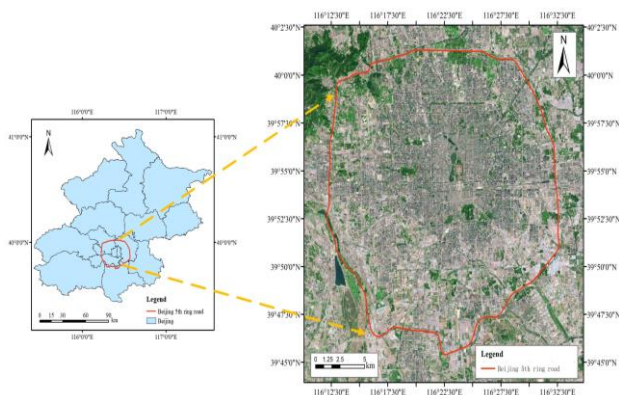 116°0'0"E 117°0'0"E
41°0'0"N 41°0'0"N
N
40°0'0"N 40°0'0"N
Legend
Beijing 5th ring road
Beijing
0 15 30 60 90
km
116°0'0"E 117°0'0"E
116°12'30"E 116°17'30"E 116°22'30"E 116°27'30"E 116°32'30"E
40°2'30"N 40°2'30"N
N
40°0'0"N 40°0'0"N
39°57'30"N 39°57'30"N
39°55'0"N 39°55'0"N
39°52'30"N 39°52'30"N
39°50'0"N 39°50'0"N
39°47'30"N 39°47'30"N
39°45'0"N 39°45'0"N
0 1.25 2.5 5
km
Legend
Beijing 5th ring road
116°12'30"E 116°17'30"E 116°22'30"E 116°27'30"E 116°32'30"E